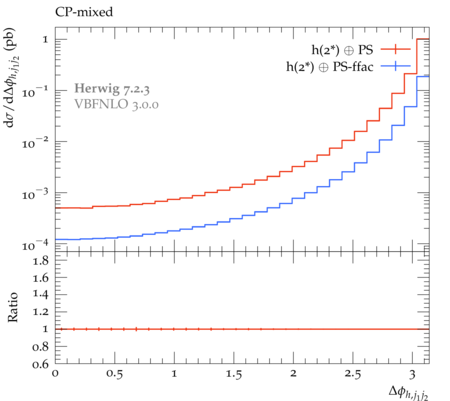 CP-mixed
dσ/dΔϕh,j1j2 (pb)
h(2*) ⊕ PS
h(2*) ⊕ PS-ffac
Herwig 7.2.3
VBFNLO 3.0.0
1
10⁻¹
10⁻²
10⁻³
10⁻⁴
Ratio
1.8
1.6
1.4
1.2
1
0.8
0.6
0 0.5 1 1.5 2 2.5 3
Δϕh,j1j2